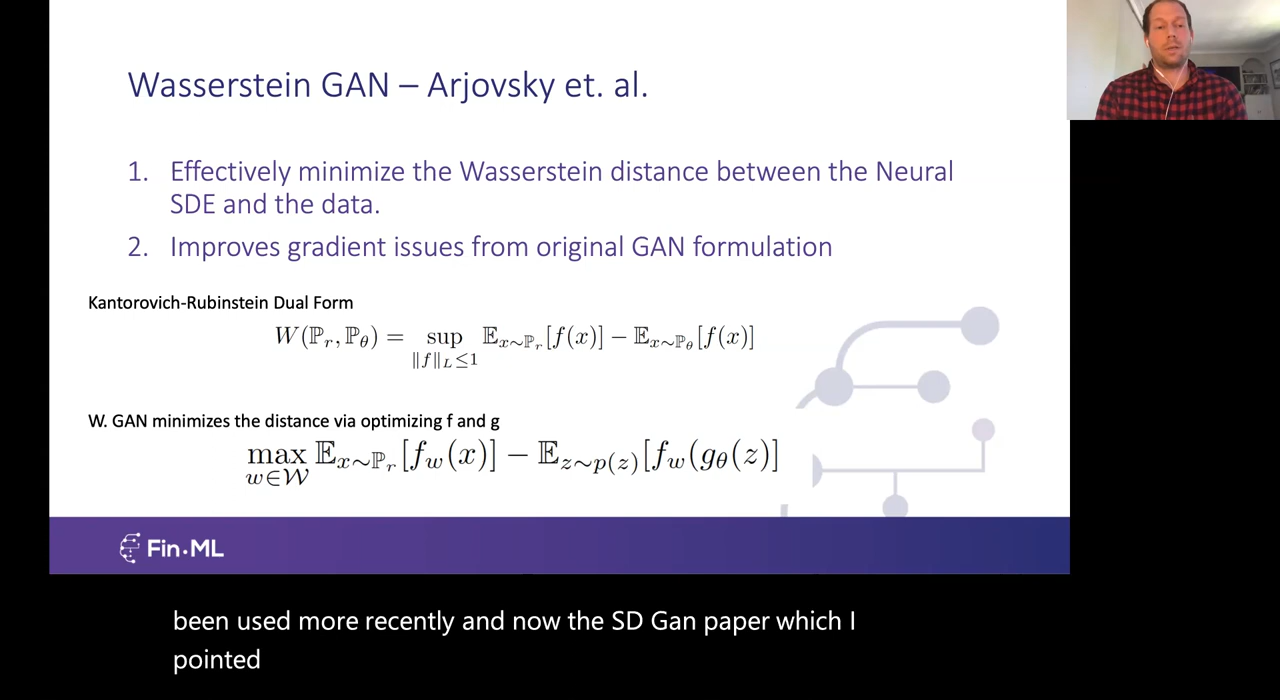 Wasserstein GAN – Arjovsky et. al.
1. Effectively minimize the Wasserstein distance between the Neural
SDE and the data.
2. Improves gradient issues from original GAN formulation
Kantorovich-Rubinstein Dual Form
W(ℙ_r, ℙ_θ) = sup_{‖f‖_L≤1} 𝔼_{x∼ℙ_r}[f(x)] − 𝔼_{x∼ℙ_θ}[f(x)]
W. GAN minimizes the distance via optimizing f and g
max_{w∈𝒲} 𝔼_{x∼ℙ_r}[f_w(x)] − 𝔼_{z∼p(z)}[f_w(g_θ(z)]
Fin·ML
been used more recently and now the SD Gan paper which I
pointed